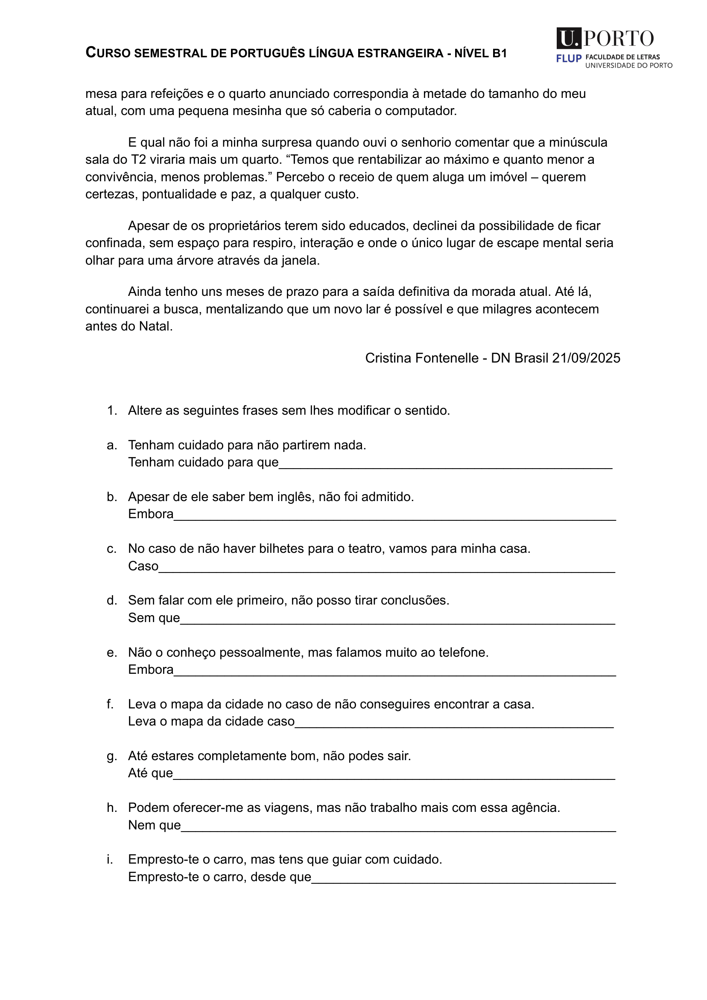 CURSO SEMESTRAL DE PORTUGUÊS LÍNGUA ESTRANGEIRA - NÍVEL B1
U.PORTO
FLUP FACULDADE DE LETRAS
UNIVERSIDADE DO PORTO
mesa para refeições e o quarto anunciado correspondia à metade do tamanho do meu
atual, com uma pequena mesinha que só caberia o computador.
E qual não foi a minha surpresa quando ouvi o senhorio comentar que a minúscula
sala do T2 viraria mais um quarto. “Temos que rentabilizar ao máximo e quanto menor a
convivência, menos problemas.” Percebo o receio de quem aluga um imóvel – querem
certezas, pontualidade e paz, a qualquer custo.
Apesar de os proprietários terem sido educados, declinei da possibilidade de ficar
confinada, sem espaço para respiro, interação e onde o único lugar de escape mental seria
olhar para uma árvore através da janela.
Ainda tenho uns meses de prazo para a saída definitiva da morada atual. Até lá,
continuarei a busca, mentalizando que um novo lar é possível e que milagres acontecem
antes do Natal.
Cristina Fontenelle - DN Brasil 21/09/2025
1. Altere as seguintes frases sem lhes modificar o sentido.
a. Tenham cuidado para não partirem nada.
Tenham cuidado para que______________________________________________
b. Apesar de ele saber bem inglês, não foi admitido.
Embora_____________________________________________________________
c. No caso de não haver bilhetes para o teatro, vamos para minha casa.
Caso_______________________________________________________________
d. Sem falar com ele primeiro, não posso tirar conclusões.
Sem que____________________________________________________________
e. Não o conheço pessoalmente, mas falamos muito ao telefone.
Embora_____________________________________________________________
f. Leva o mapa da cidade no caso de não conseguires encontrar a casa.
Leva o mapa da cidade caso____________________________________________
g. Até estares completamente bom, não podes sair.
Até que_____________________________________________________________
h. Podem oferecer-me as viagens, mas não trabalho mais com essa agência.
Nem que____________________________________________________________
i. Empresto-te o carro, mas tens que guiar com cuidado.
Empresto-te o carro, desde que__________________________________________